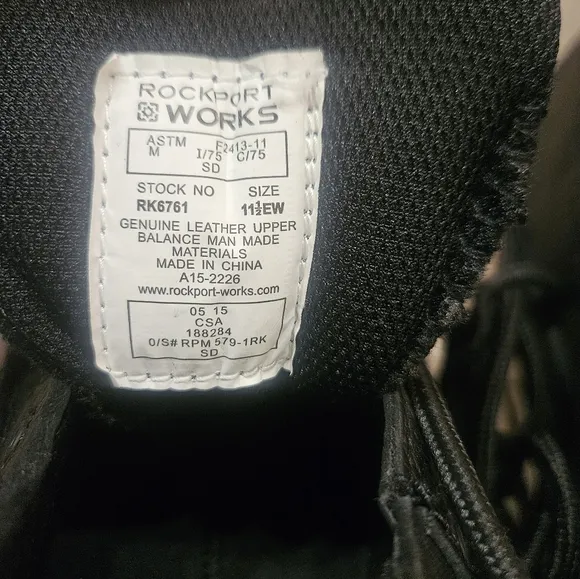 ROCKPORT
WORKS
ASTM F2413-11
M I/75 C/75
SD
STOCK NO SIZE
RK6761 11½EW
GENUINE LEATHER UPPER
BALANCE MAN MADE
MATERIALS
MADE IN CHINA
A15-2226
www.rockport-works.com
05 15
CSA
188284
0/S# RPM 579-1RK
SD